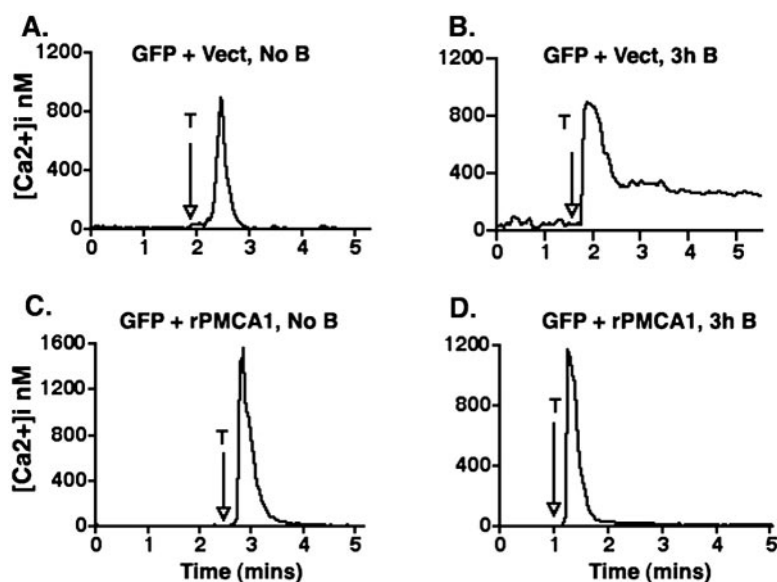 A.
GFP + Vect, No B
1200
800
400
0
[Ca2+]i nM
T
0 1 2 3 4 5
B.
GFP + Vect, 3h B
1200
800
400
0
T
0 1 2 3 4 5
C.
GFP + rPMCA1, No B
1600
1200
800
400
0
[Ca2+]i nM
T
0 1 2 3 4 5
Time (mins)
D.
GFP + rPMCA1, 3h B
1200
800
400
0
T
0 1 2 3 4 5
Time (mins)